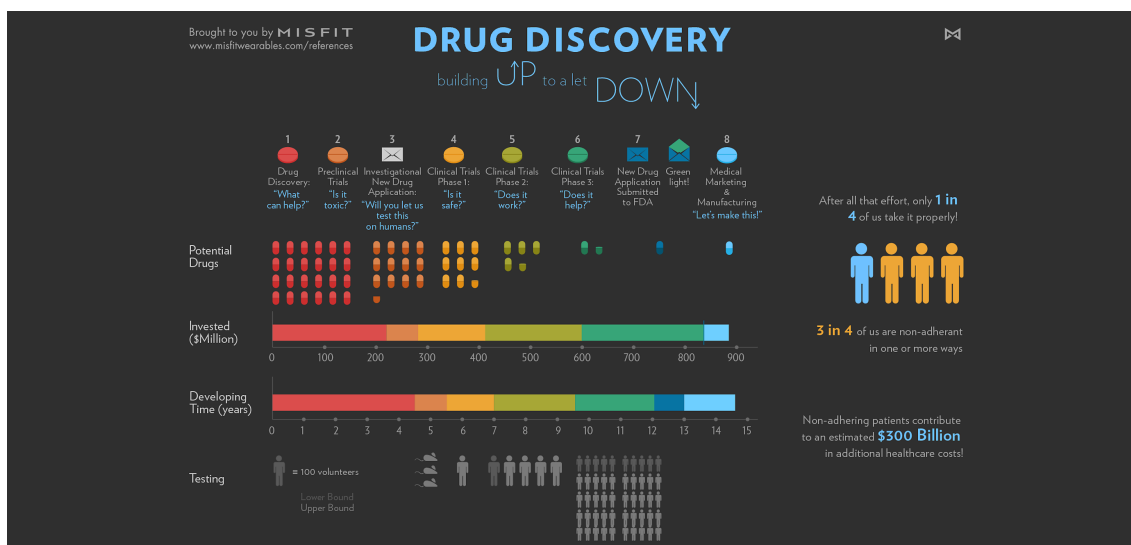 Brought to you by MISFIT
www.misfitwearables.com/references
DRUG DISCOVERY
building UP to a let DOWN
1
Drug
Discovery:
"What
can help?"
2
Preclinical
Trials
"Is it
toxic?"
3
Investigational
New Drug
Application:
"Will you let us
test this
on humans?"
4
Clinical Trials
Phase 1:
"Is it
safe?"
5
Clinical Trials
Phase 2:
"Does it
work?"
6
Clinical Trials
Phase 3:
"Does it
help?"
7
New Drug
Application
Submitted
to FDA
Green
light!
8
Medical
Marketing
&
Manufacturing
"Let's make this!"
Potential
Drugs
Invested
($Million)
0 100 200 300 400 500 600 700 800 900
Developing
Time (years)
0 1 2 3 4 5 6 7 8 9 10 11 12 13 14 15
Testing
= 100 volunteers
Lower Bound
Upper Bound
After all that effort, only 1 in
4 of us take it properly!
3 in 4 of us are non-adherant
in one or more ways
Non-adhering patients contribute
to an estimated $300 Billion
in additional healthcare costs!